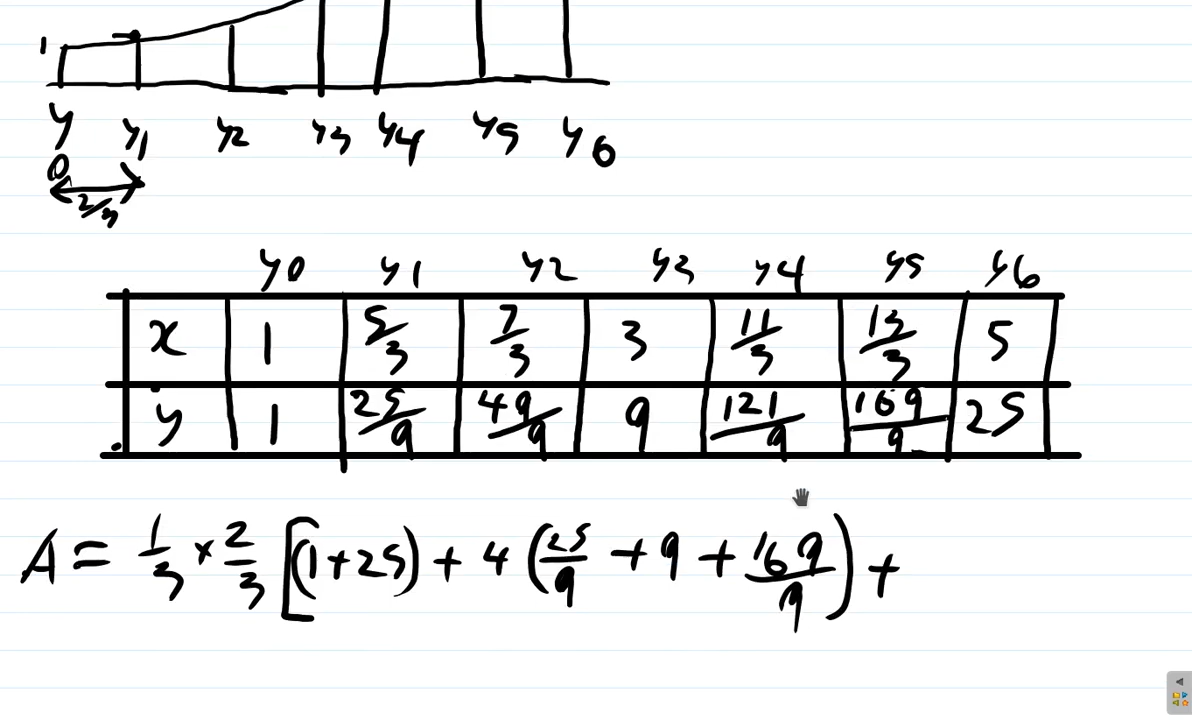 1
y0 y1 y2 y3 y4 y5 y6
2/3
y0 y1 y2 y3 y4 y5 y6
x 1 5/3 7/3 3 11/3 13/3 5
y 1 25/9 49/9 9 121/9 169/9 25
A = 1/3 × 2/3 [(1+25) + 4 (25/9 + 9 + 169/9) +